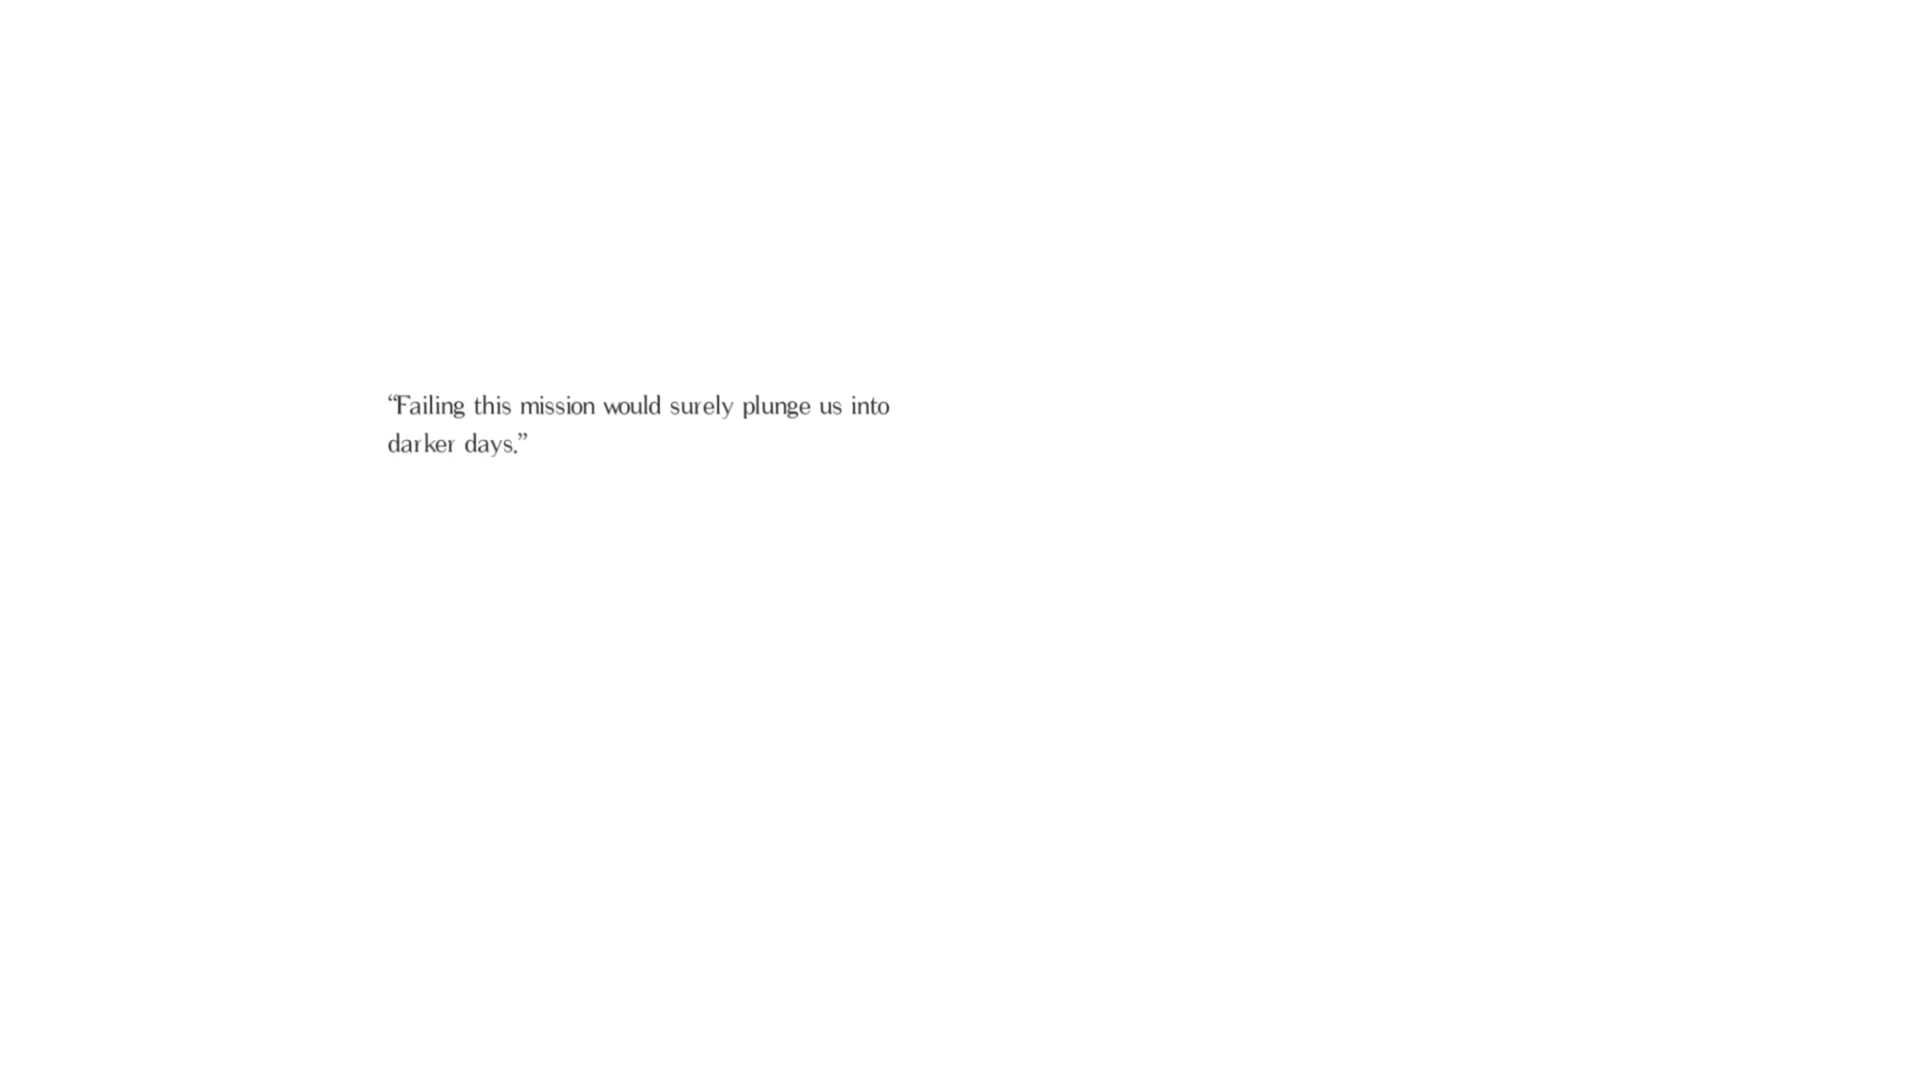 “Failing this mission would surely plunge us into
darker days.”